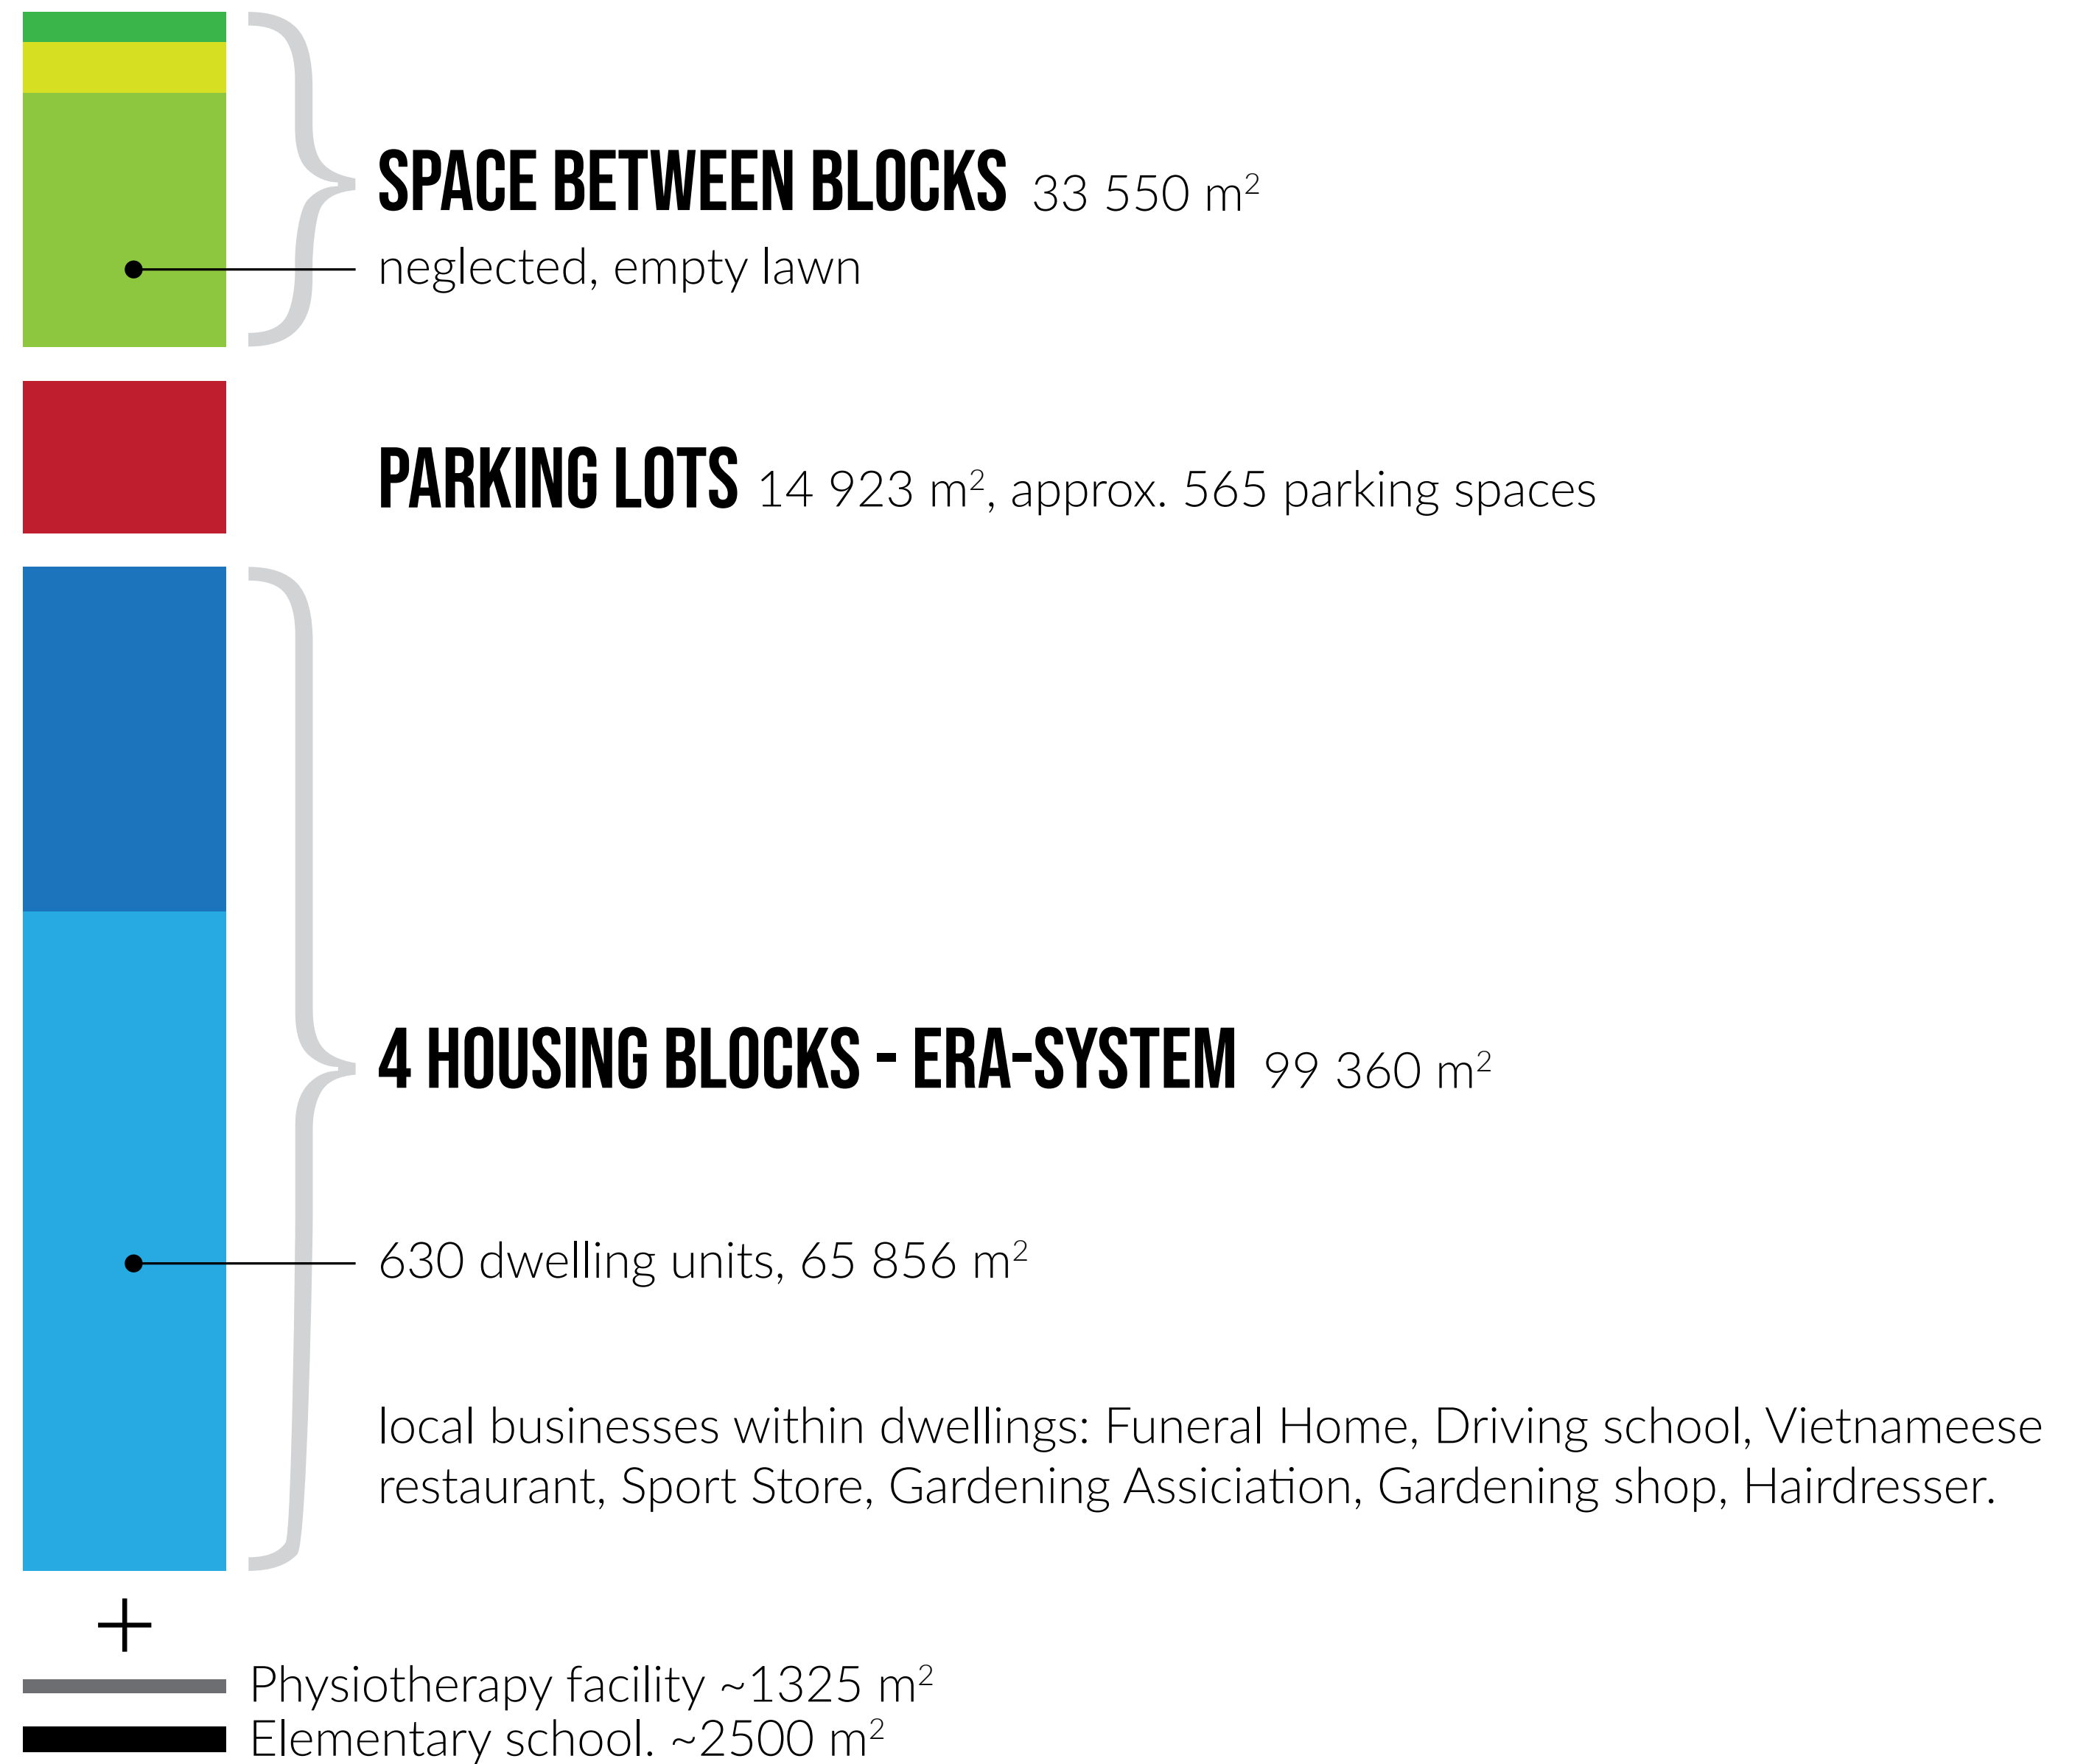 SPACE BETWEEN BLOCKS 33 550 m²
neglected, empty lawn
PARKING LOTS 14 923 m², approx. 565 parking spaces
4 HOUSING BLOCKS - ERA-SYSTEM 99 360 m²
630 dwelling units, 65 856 m²
local businesses within dwellings: Funeral Home, Driving school, Vietnameese
restaurant, Sport Store, Gardening Assiciation, Gardening shop, Hairdresser.
+
Physiotherapy facility ~1325 m²
Elementary school. ~2500 m²